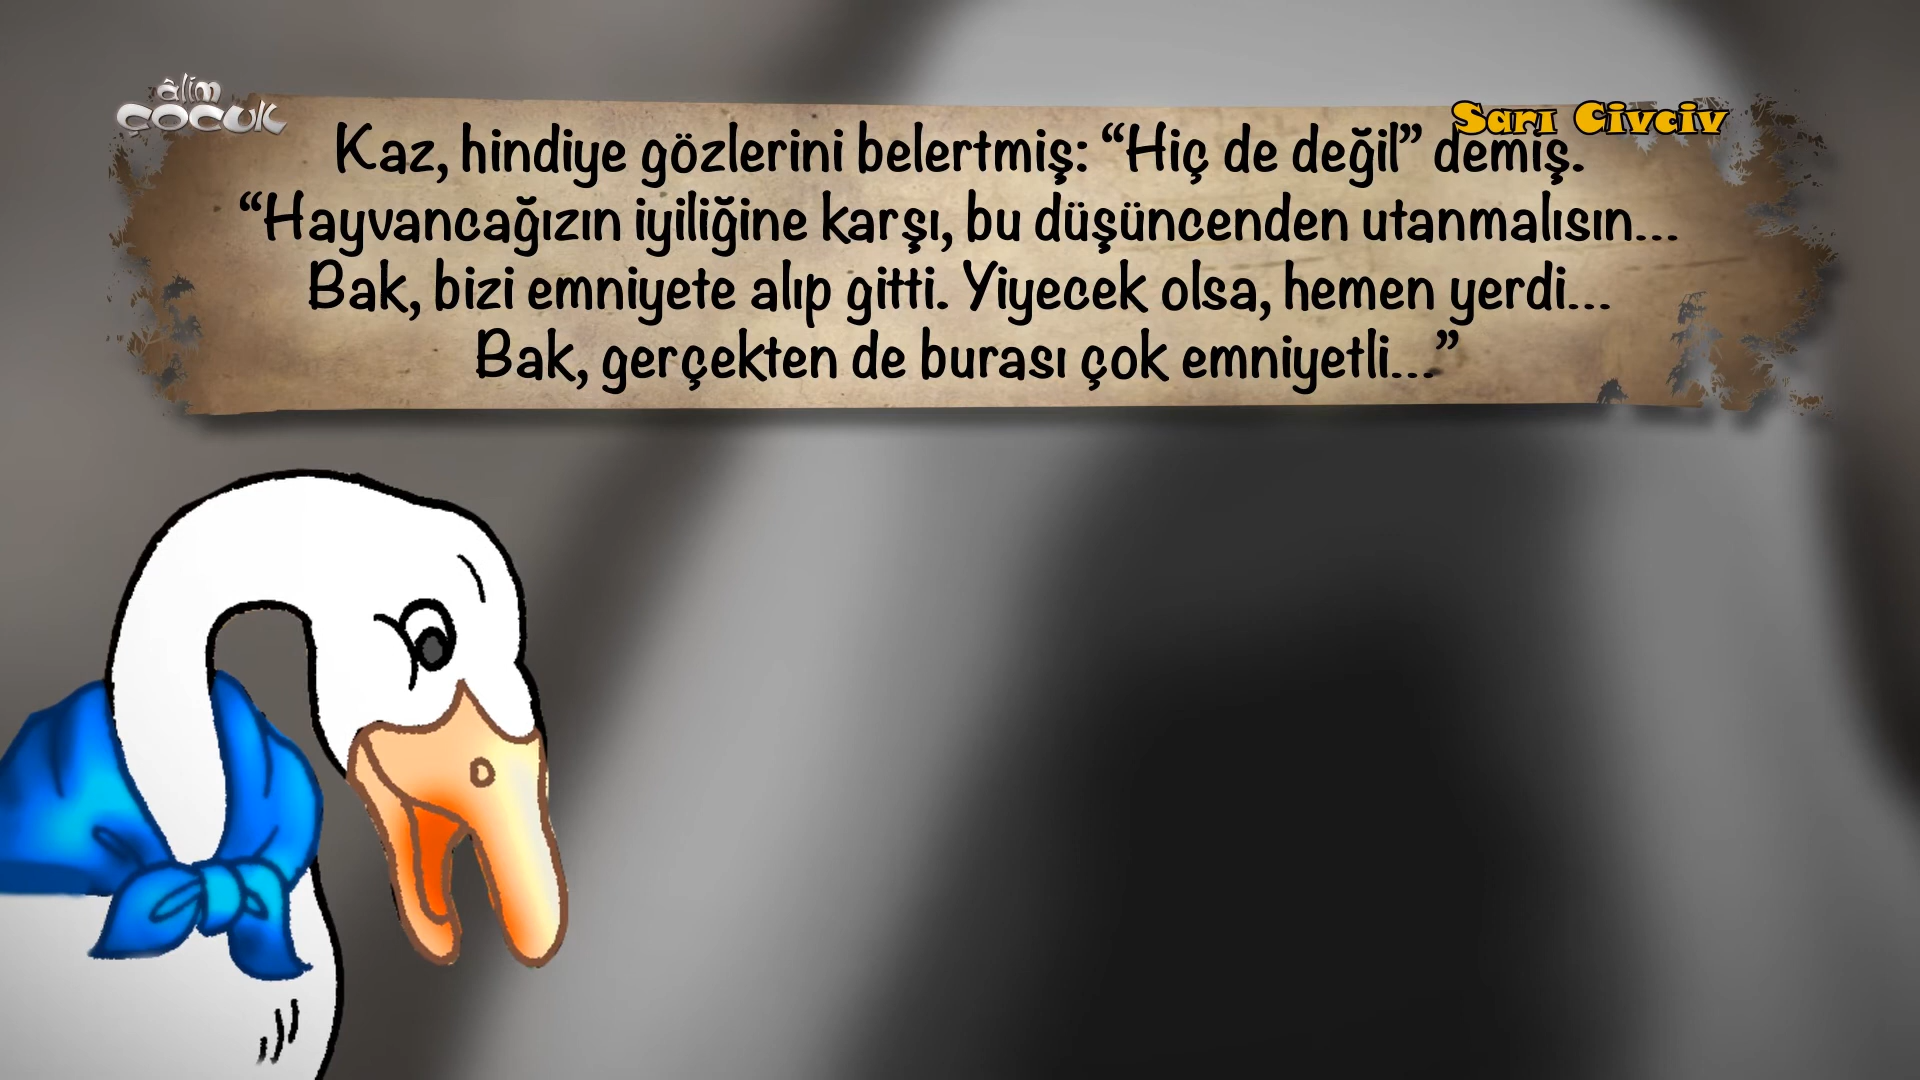 âlim
çocuk
Sarı Civciv
Kaz, hindiye gözlerini belertmiş: “Hiç de değil” demiş.
“Hayvancağızın iyiliğine karşı, bu düşüncenden utanmalısın...
Bak, bizi emniyete alıp gitti. Yiyecek olsa, hemen yerdi...
Bak, gerçekten de burası çok emniyetli...”